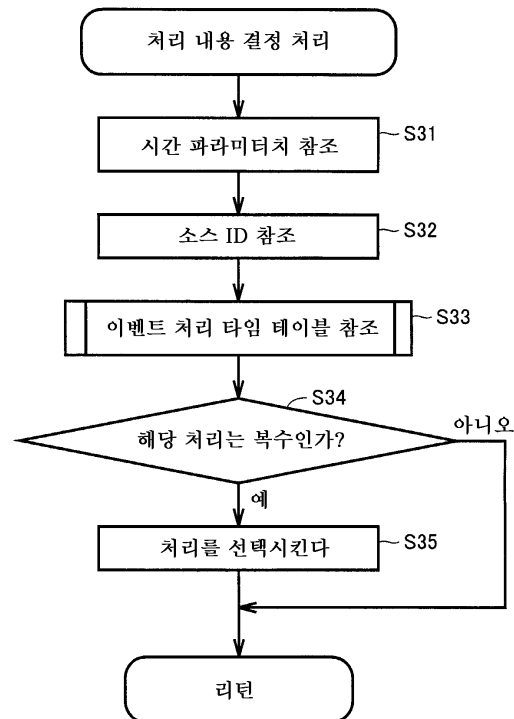 처리 내용 결정 처리
시간 파라미터치 참조
S31
소스 ID 참조
S32
이벤트 처리 타임 테이블 참조
S33
S34
해당 처리는 복수인가?
아니오
예
처리를 선택시킨다
S35
리턴